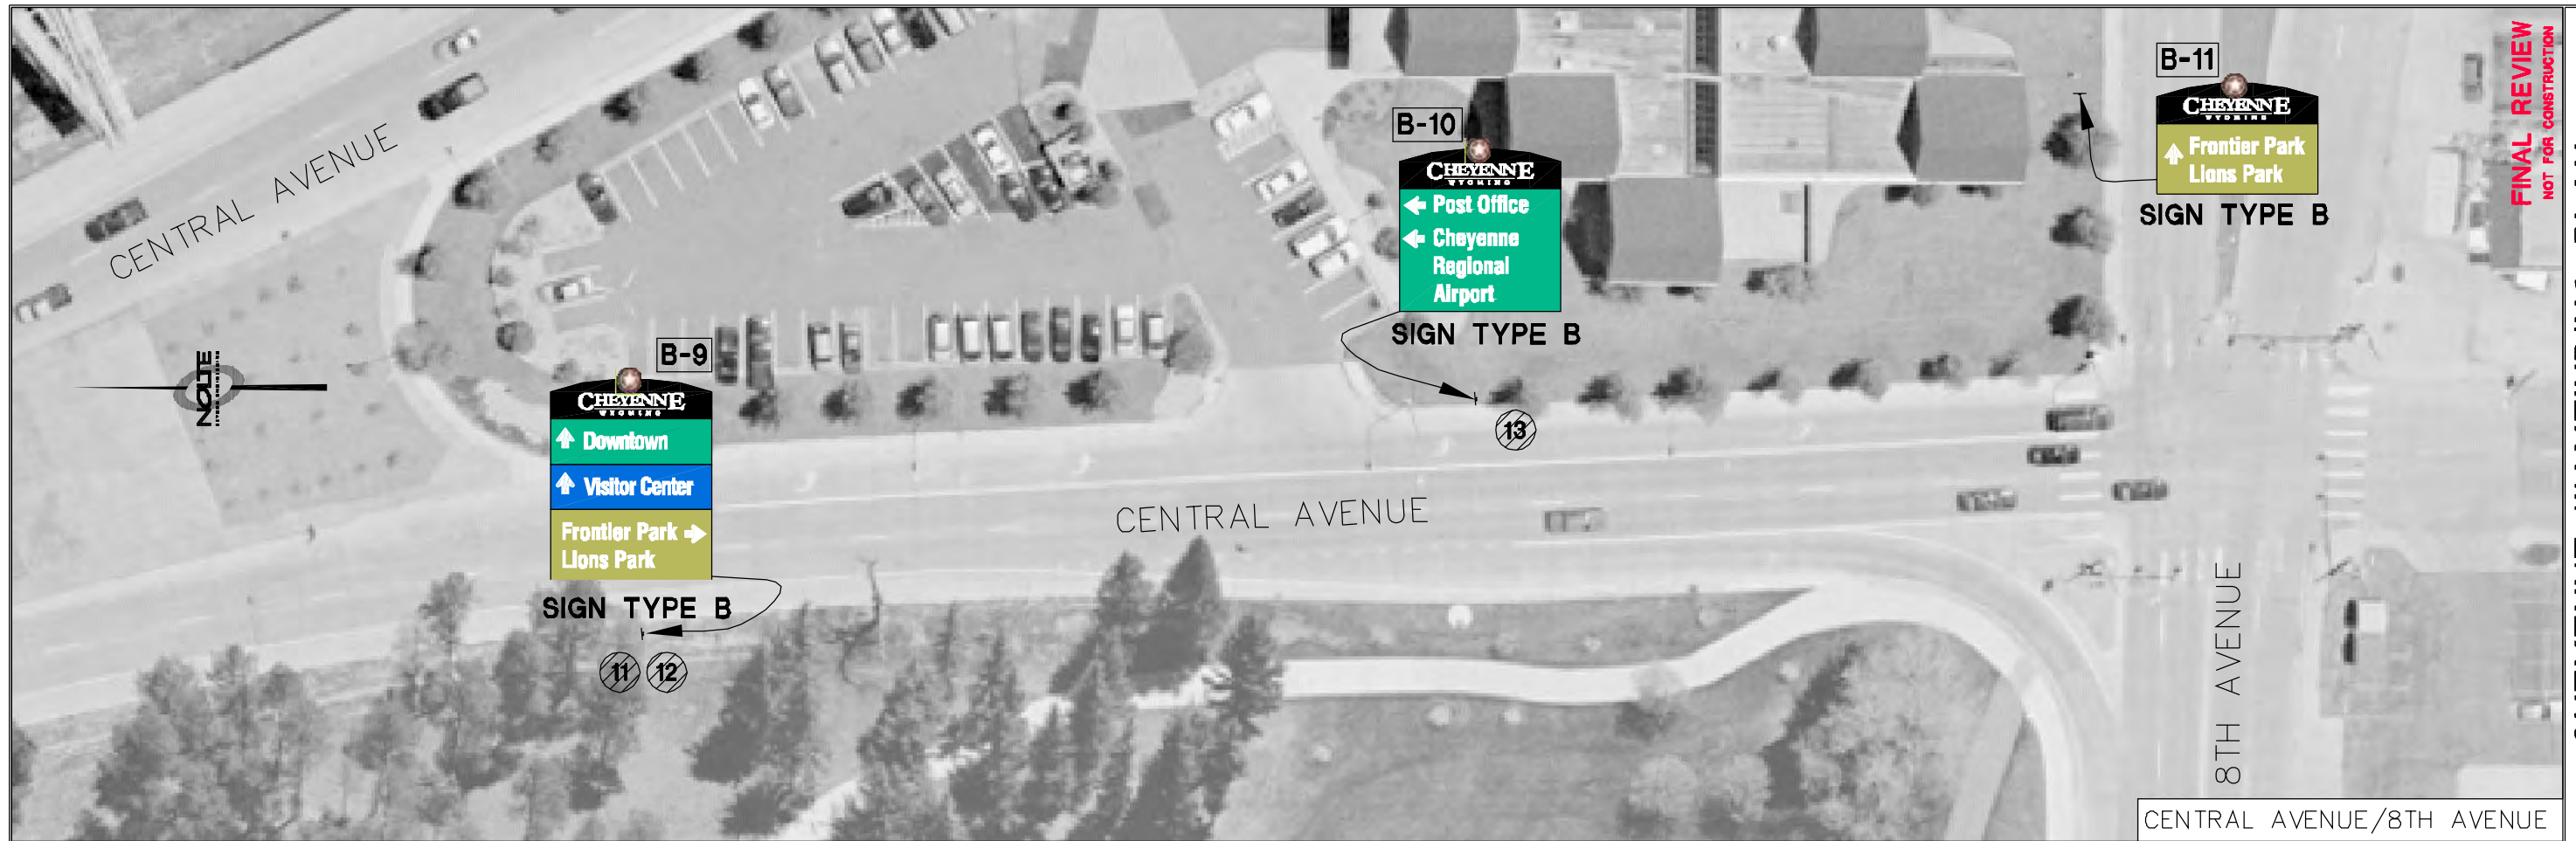 CENTRAL AVENUE
NOLTE
B-9
CHEYENNE
WYOMING
Downtown
Visitor Center
Frontier Park
Lions Park
SIGN TYPE B
11 12
B-10
CHEYENNE
WYOMING
Post Office
Cheyenne
Regional
Airport
SIGN TYPE B
13
CENTRAL AVENUE
B-11
CHEYENNE
WYOMING
Frontier Park
Lions Park
SIGN TYPE B
FINAL REVIEW
NOT FOR CONSTRUCTION
8TH AVENUE
CENTRAL AVENUE/8TH AVENUE